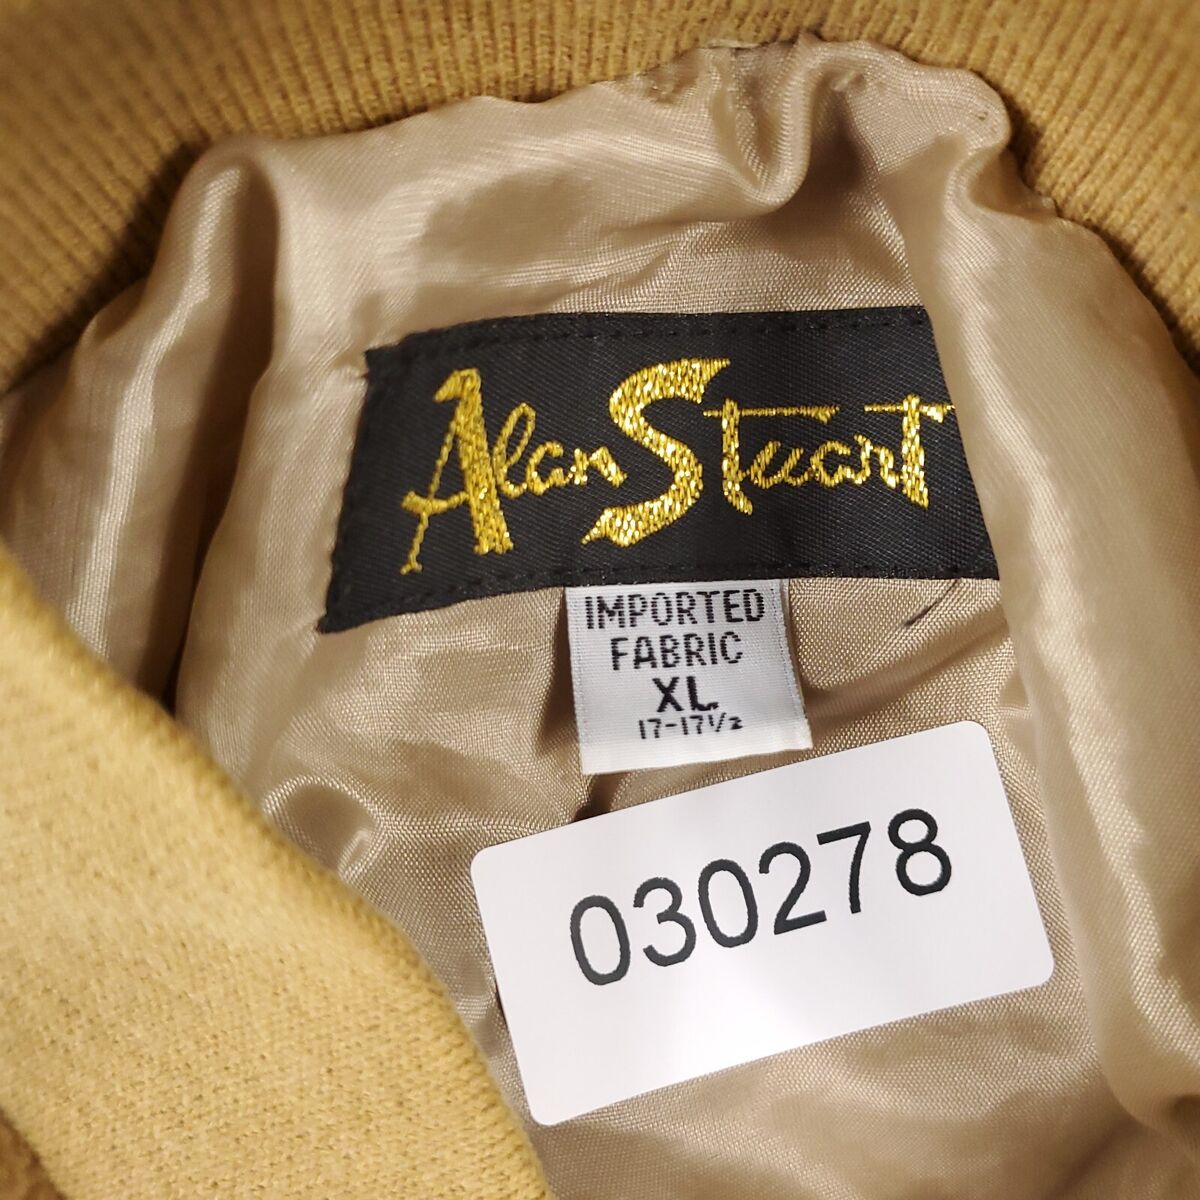 Alan Stuart
IMPORTED
FABRIC
XL
17-17½
030278